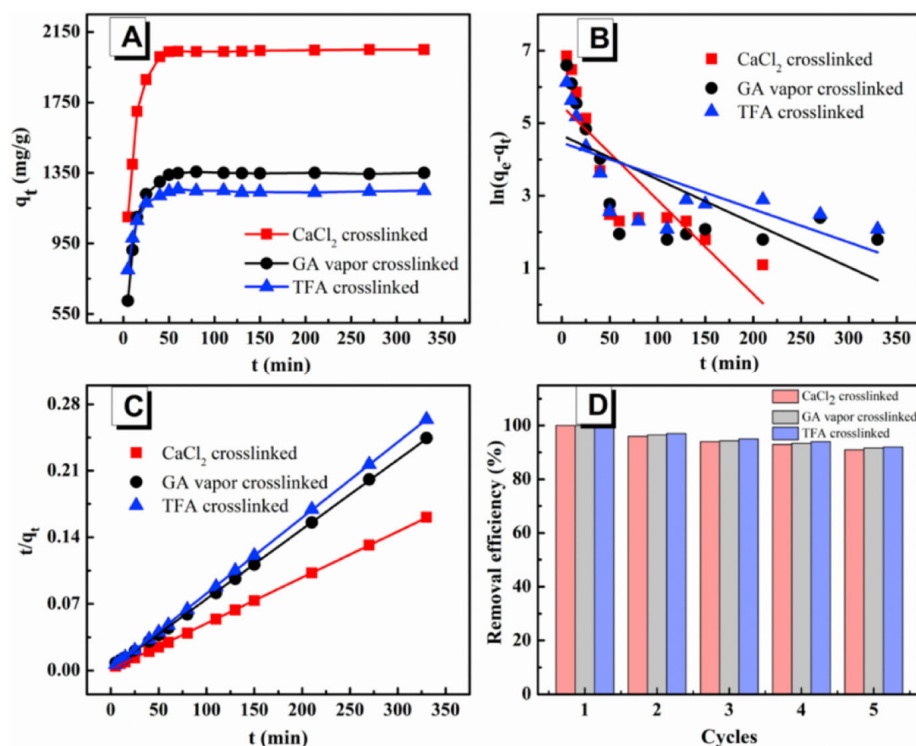 A
2150
1750
1350
950
550
q_t (mg/g)
CaCl₂ crosslinked
GA vapor crosslinked
TFA crosslinked
0 50 100 150 200 250 300 350
t (min)
B
7
5
3
1
ln(q_e-q_t)
CaCl₂ crosslinked
GA vapor crosslinked
TFA crosslinked
0 50 100 150 200 250 300 350
t (min)
C
0.28
0.21
0.14
0.07
0.00
t/q_t
CaCl₂ crosslinked
GA vapor crosslinked
TFA crosslinked
0 50 100 150 200 250 300 350
t (min)
D
100
80
60
40
20
0
Removal efficiency (%)
CaCl₂ crosslinked
GA vapor crosslinked
TFA crosslinked
1 2 3 4 5
Cycles